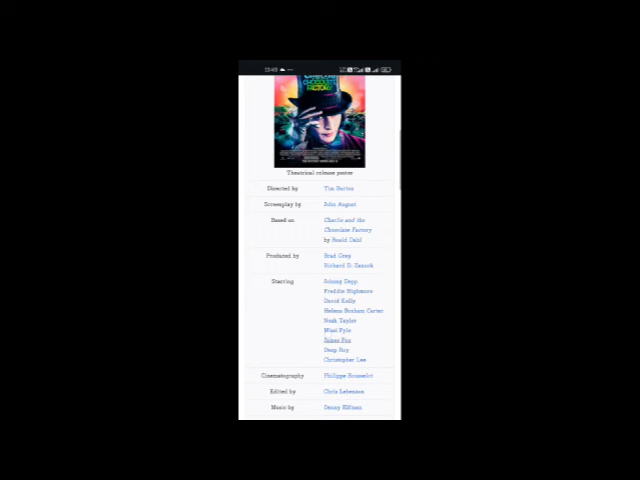 CHOCOLATE
FACTORY
Theatrical release poster
Directed by Tim Burton
Screenplay by John August
Based on Charlie and the
Chocolate Factory
by Roald Dahl
Produced by Brad Grey
Richard D. Zanuck
Starring Johnny Depp
Freddie Highmore
David Kelly
Helena Bonham Carter
Noah Taylor
Missi Pyle
James Fox
Deep Roy
Christopher Lee
Cinematography Philippe Rousselot
Edited by Chris Lebenzon
Music by Danny Elfman